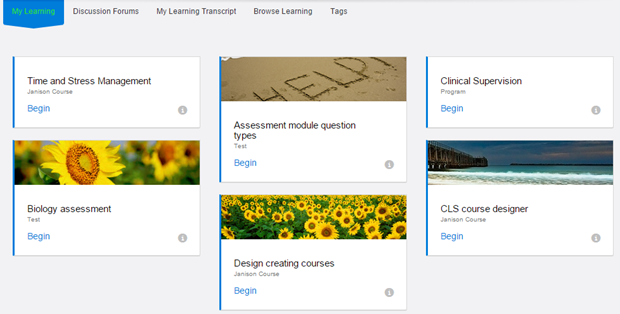 My Learning
Discussion Forums
My Learning Transcript
Browse Learning
Tags
Time and Stress Management
Janison Course
Begin
HELP!
Assessment module question
types
Test
Begin
Clinical Supervision
Program
Begin
Biology assessment
Test
Begin
Design creating courses
Janison Course
Begin
CLS course designer
Janison Course
Begin